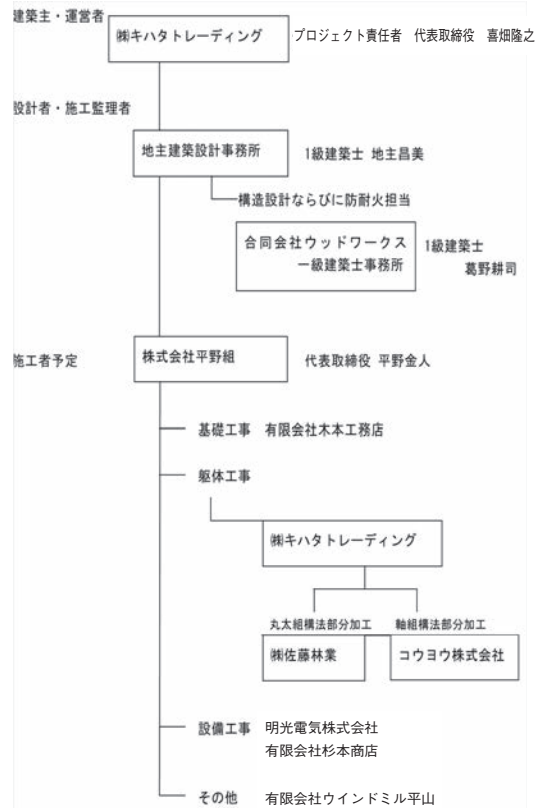 建築主・運営者
㈱キハタトレーディング
プロジェクト責任者 代表取締役 喜畑隆之
設計者・施工監理者
地主建築設計事務所
1級建築士 地主昌美
構造設計ならびに防耐火担当
合同会社ウッドワークス
一級建築士事務所
1級建築士
葛野耕司
施工者予定
株式会社平野組
代表取締役 平野金人
基礎工事 有限会社木本工務店
躯体工事
㈱キハタトレーディング
丸太組構法部分加工
軸組構法部分加工
㈱佐藤林業
コウヨウ株式会社
設備工事 明光電気株式会社
有限会社杉本商店
その他 有限会社ウインドミル平山